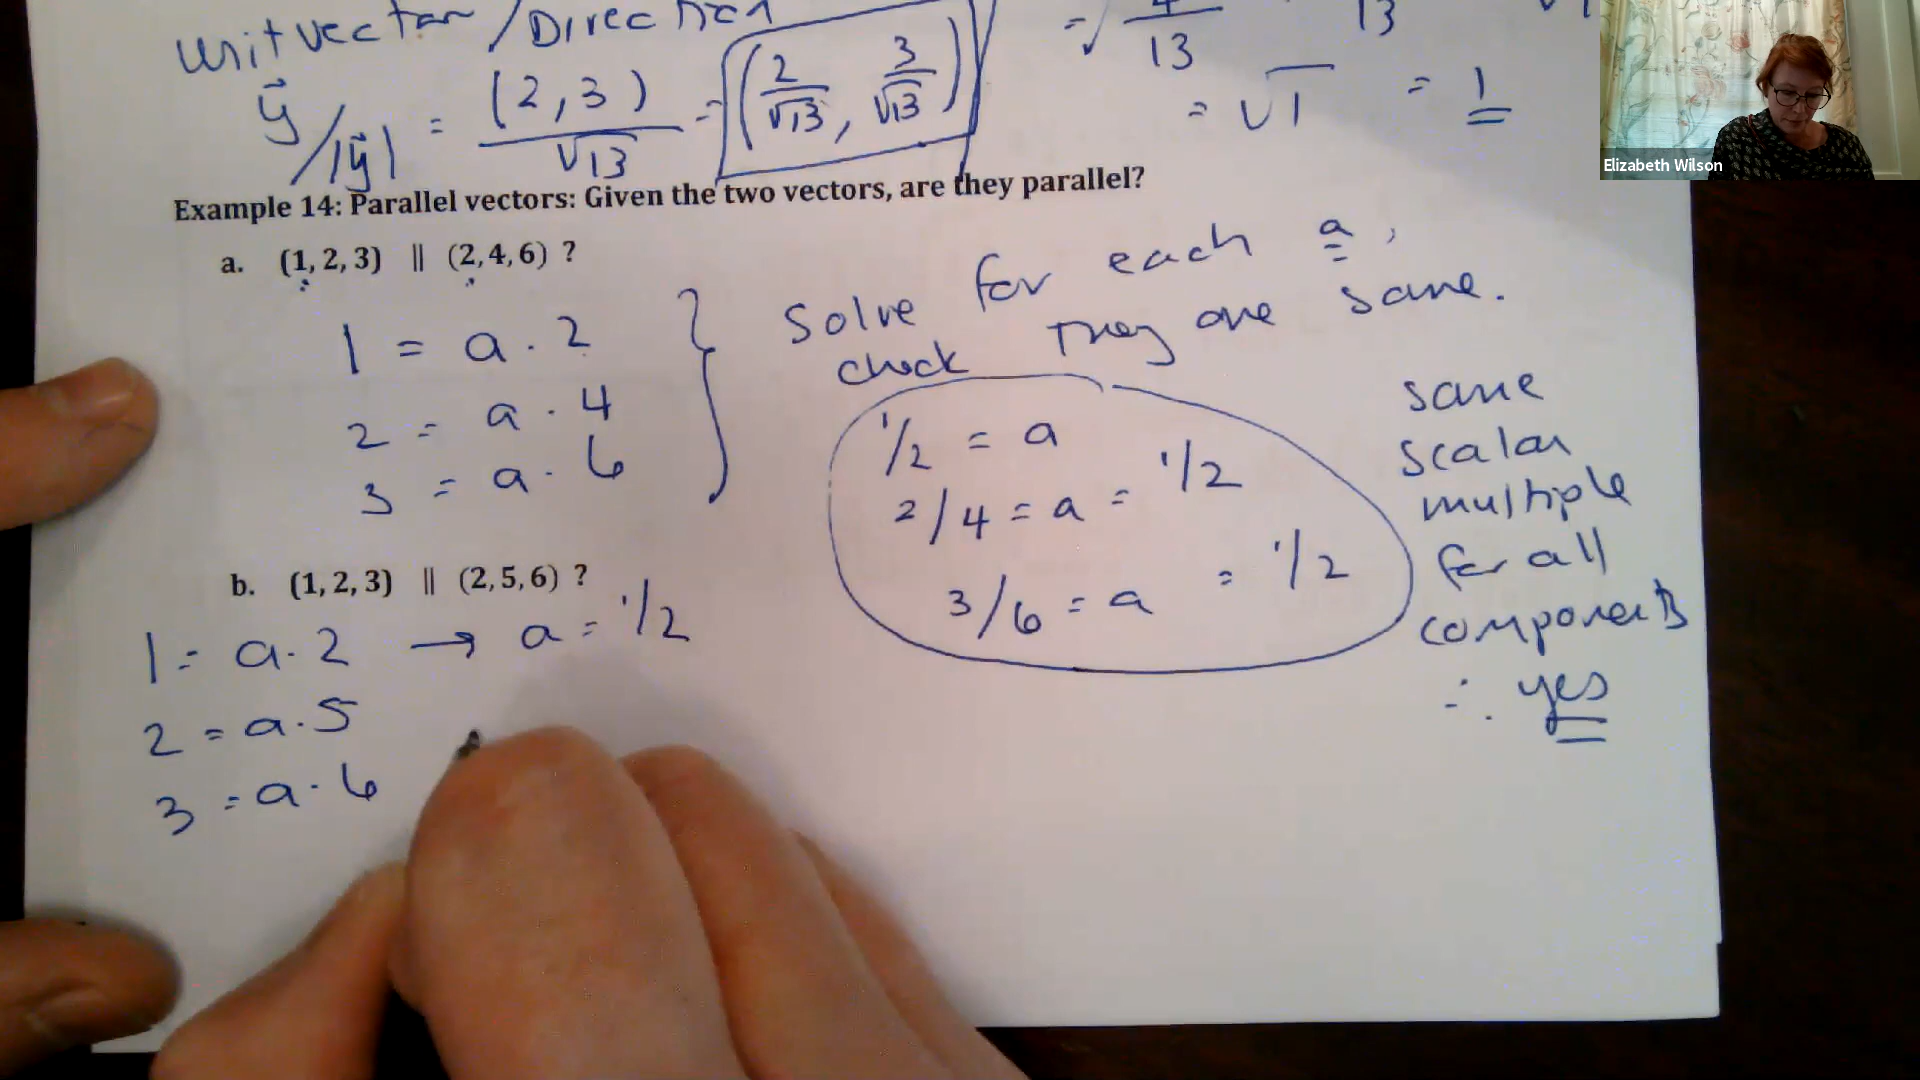 Unit vector / Direction
y⃗/|y⃗| = (2, 3)/√13 = (2/√13, 3/√13)
13
13
= √1 = 1
Elizabeth Wilson
Example 14: Parallel vectors: Given the two vectors, are they parallel?
a. (1, 2, 3) ∥ (2, 4, 6) ?
1 = a · 2
2 = a · 4
3 = a · 6
Solve for each a,
check they are same.
1/2 = a
2/4 = a = 1/2
3/6 = a = 1/2
same
scalar
multiple
for all
components
∴ yes
b. (1, 2, 3) ∥ (2, 5, 6) ?
1 = a · 2 → a = 1/2
2 = a · 5
3 = a · 6